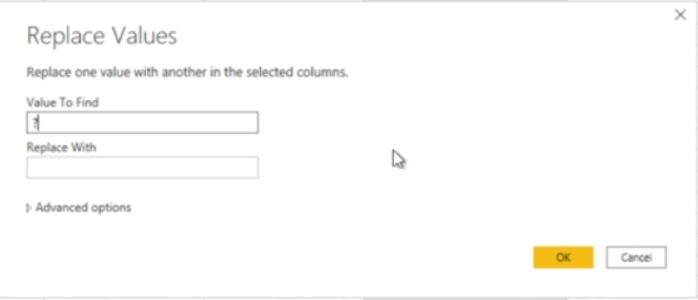 Replace Values
Replace one value with another in the selected columns.
Value To Find
?
Replace With
Advanced options
OK
Cancel